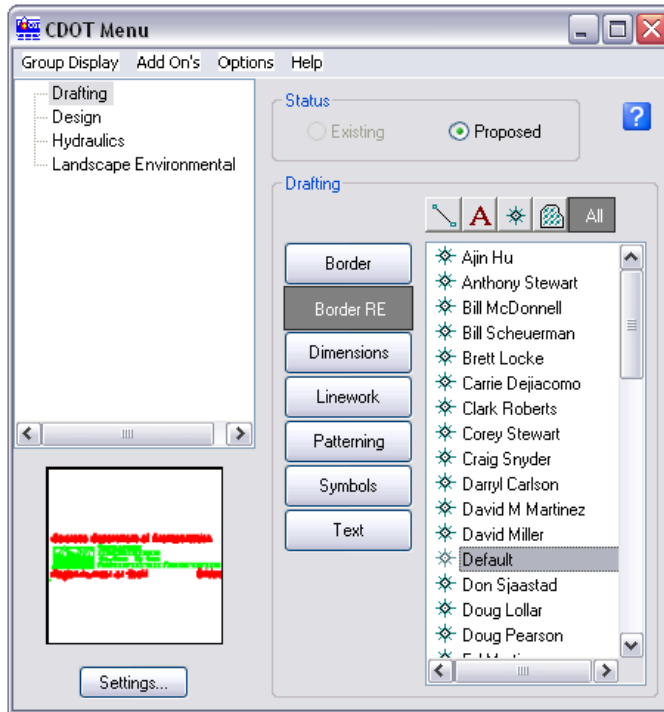 CDOT Menu
Group Display Add On's Options Help
Drafting
Design
Hydraulics
Landscape Environmental
Status
Existing
Proposed
?
Drafting
A
All
Border
Border RE
Dimensions
Linework
Patterning
Symbols
Text
Ajin Hu
Anthony Stewart
Bill McDonnell
Bill Scheuerman
Brett Locke
Carrie Dejiacomo
Clark Roberts
Corey Stewart
Craig Snyder
Darryl Carlson
David M Martinez
David Miller
Default
Don Sjaastad
Doug Lollar
Doug Pearson
Settings...